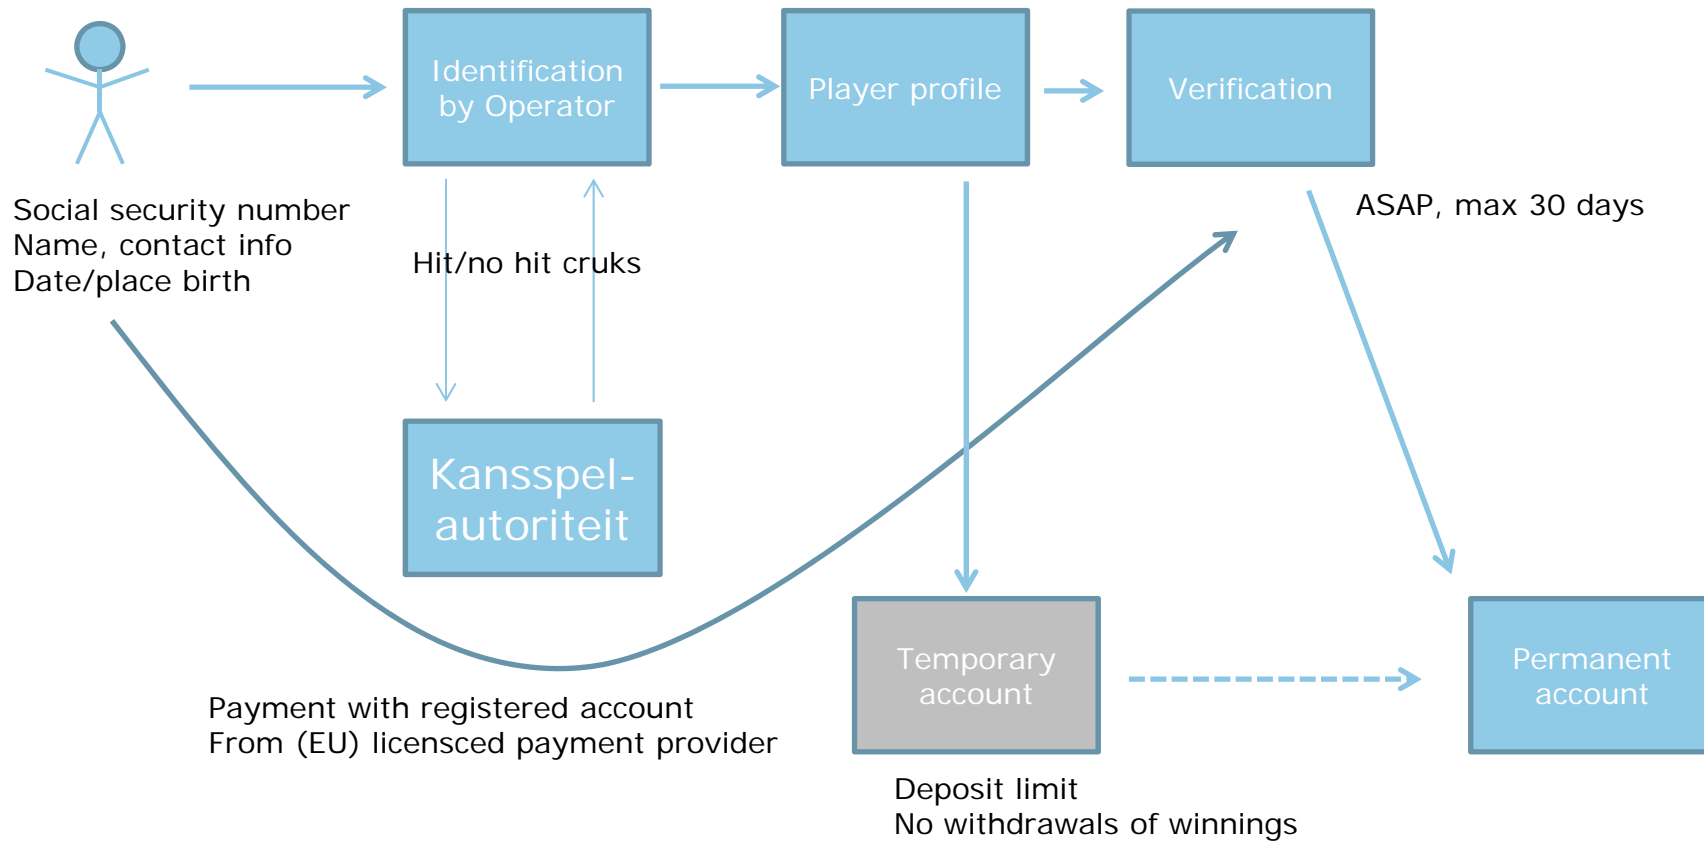 Identification
by Operator
Player profile
Verification
Social security number
Name, contact info
Date/place birth
ASAP, max 30 days
Hit/no hit cruks
Kansspel-
autoriteit
Temporary
account
Permanent
account
Payment with registered account
From (EU) licensced payment provider
Deposit limit
No withdrawals of winnings